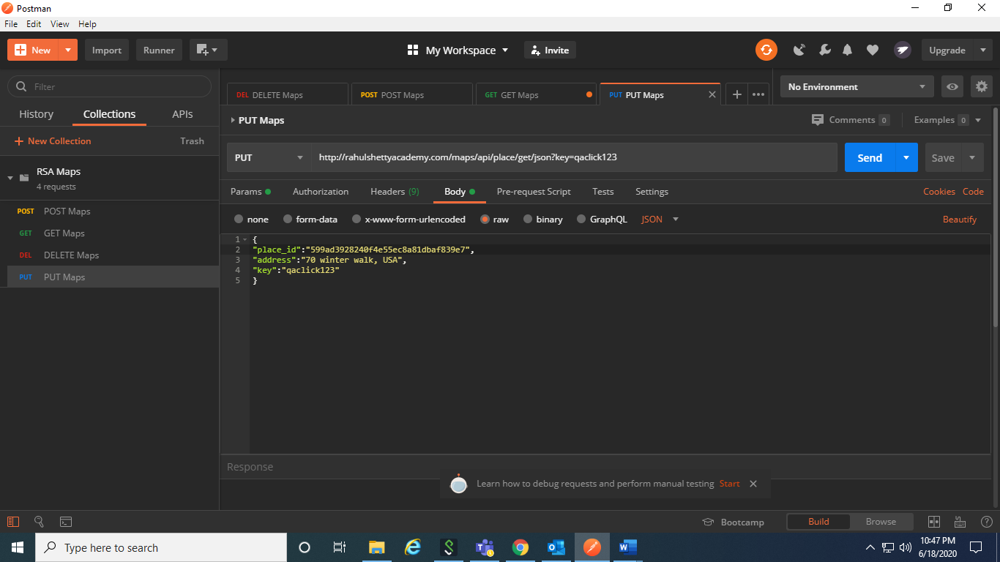 Postman
File Edit View Help
New Import Runner My Workspace Invite Upgrade
Filter
History Collections APIs
New Collection Trash
RSA Maps
4 requests
POST POST Maps
GET GET Maps
DEL DELETE Maps
PUT PUT Maps
DEL DELETE Maps POST POST Maps GET GET Maps PUT PUT Maps No Environment
PUT Maps Comments 0 Examples 0
PUT http://rahulshettyacademy.com/maps/api/place/get/json?key=qaclick123 Send Save
Params Authorization Headers (9) Body Pre-request Script Tests Settings Cookies Code
none form-data x-www-form-urlencoded raw binary GraphQL JSON Beautify
1 {
2 "place_id":"599ad3928240f4e55ec8a81dbaf839e7",
3 "address":"70 winter walk, USA",
4 "key":"qaclick123"
5 }
Response
Learn how to debug requests and perform manual testing Start
Bootcamp Build Browse
Type here to search
10:47 PM
6/18/2020